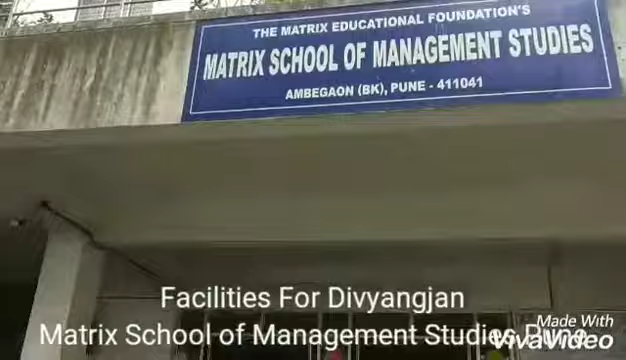 THE MATRIX EDUCATIONAL FOUNDATION'S
MATRIX SCHOOL OF MANAGEMENT STUDIES
AMBEGAON (BK), PUNE - 411041
Facilities For Divyangjan
Matrix School of Management Studies, Pune
Made With
VivaVideo